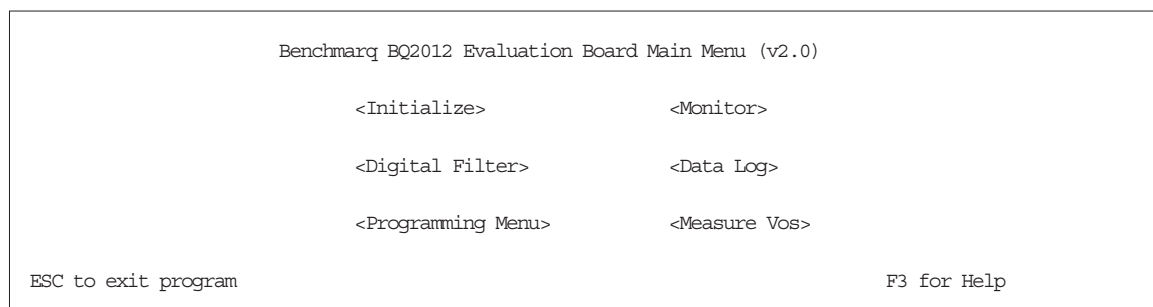 Benchmarq BQ2012 Evaluation Board Main Menu (v2.0)
<Initialize> <Monitor>
<Digital Filter> <Data Log>
<Programming Menu> <Measure Vos>
ESC to exit program F3 for Help